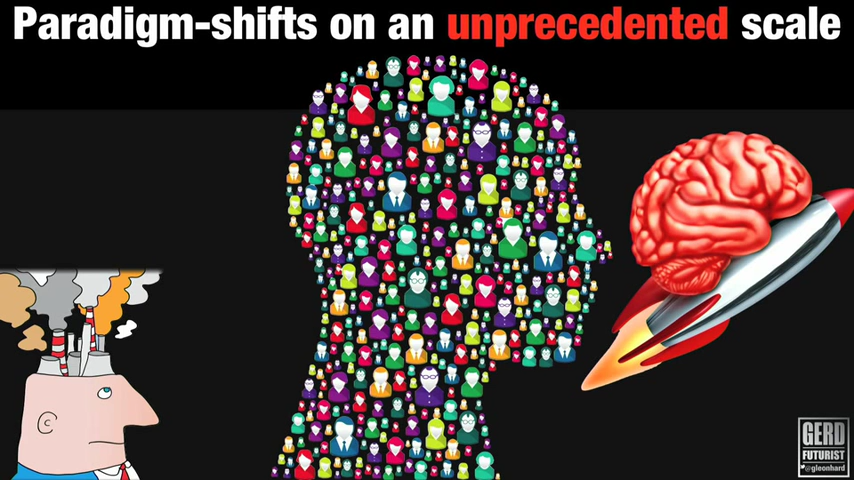 Paradigm-shifts on an unprecedented scale
GERD
FUTURIST
@gleonhard